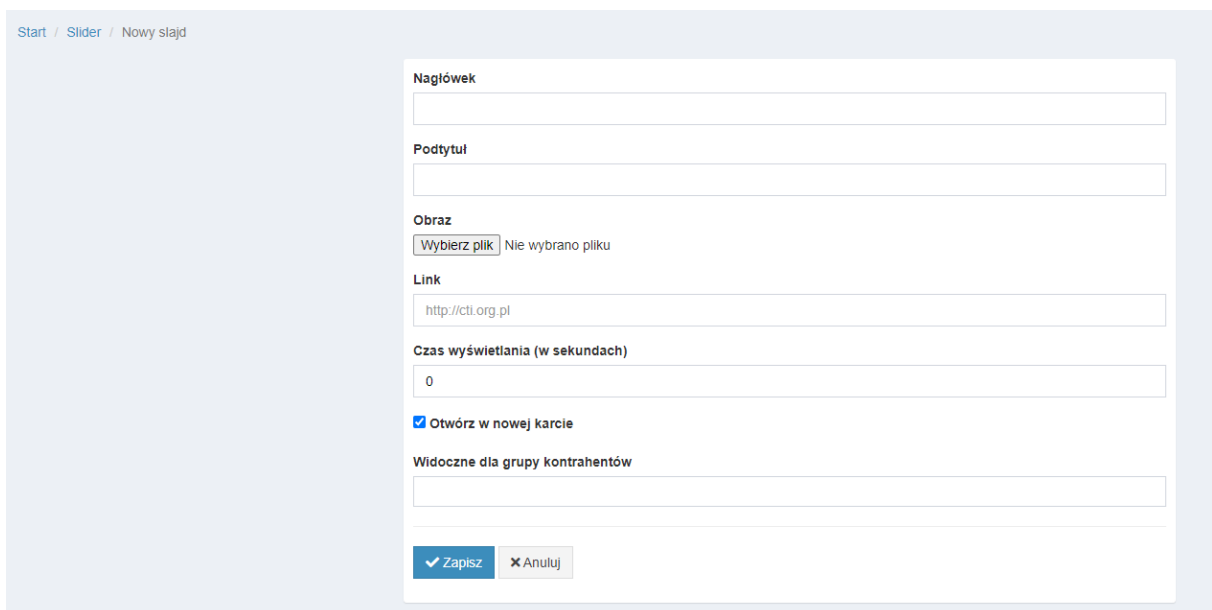 Start / Slider / Nowy slajd
Nagłówek
Podtytuł
Obraz
Wybierz plik Nie wybrano pliku
Link
http://cti.org.pl
Czas wyświetlania (w sekundach)
0
Otwórz w nowej karcie
Widoczne dla grupy kontrahentów
Zapisz Anuluj